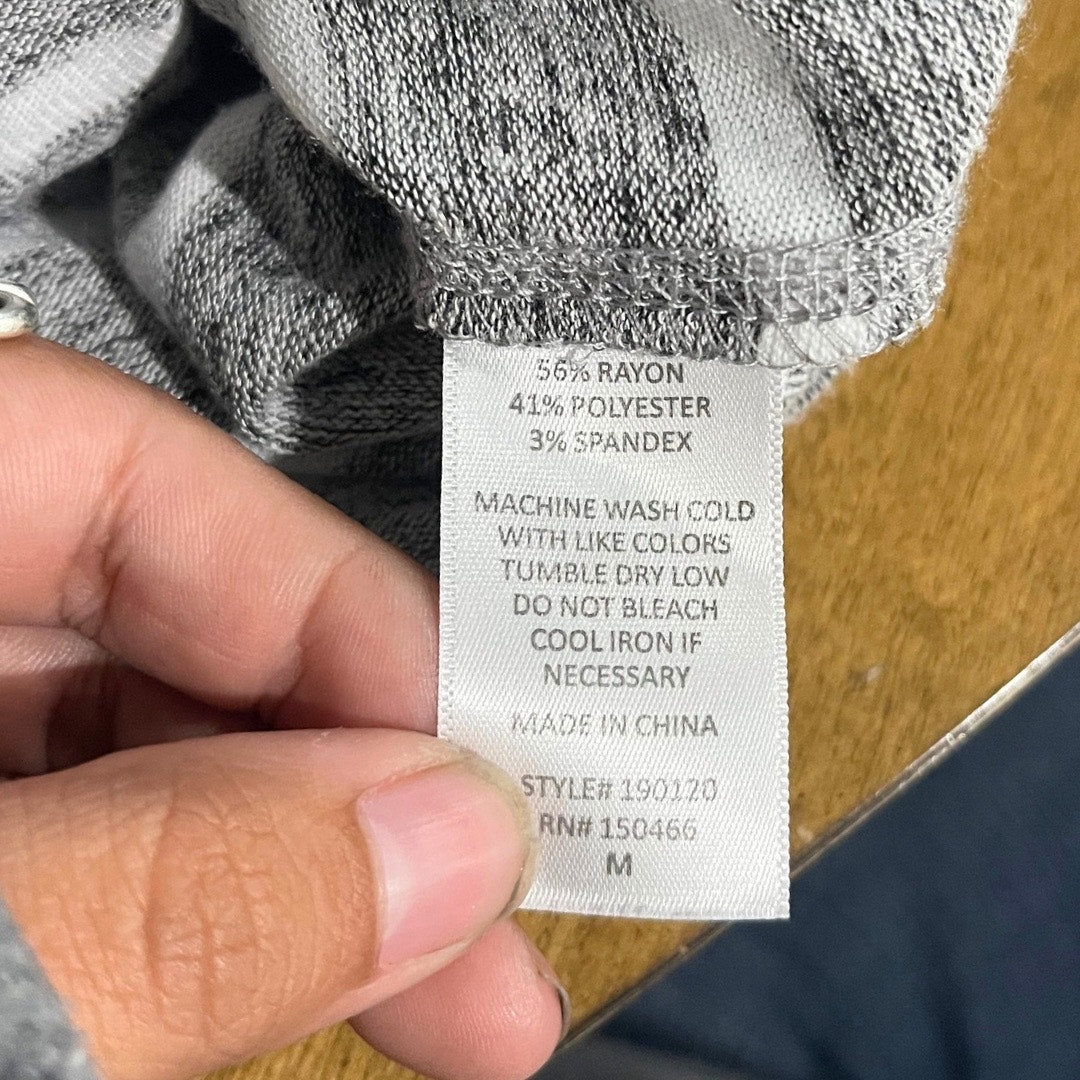 56% RAYON
41% POLYESTER
3% SPANDEX
MACHINE WASH COLD
WITH LIKE COLORS
TUMBLE DRY LOW
DO NOT BLEACH
COOL IRON IF
NECESSARY
MADE IN CHINA
STYLE# 190120
RN# 150466
M